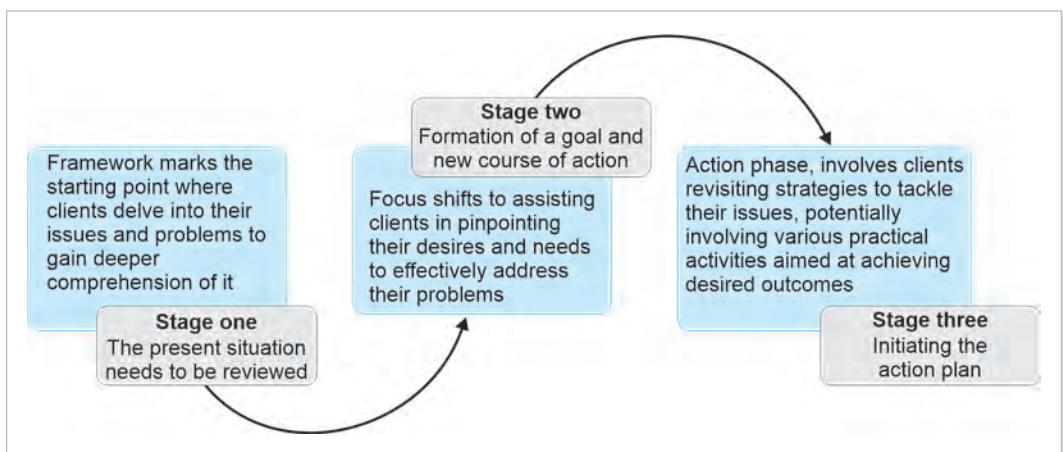 Framework marks the
starting point where
clients delve into their
issues and problems to
gain deeper
comprehension of it
Stage one
The present situation
needs to be reviewed
Stage two
Formation of a goal and
new course of action
Focus shifts to assisting
clients in pinpointing
their desires and needs
to effectively address
their problems
Action phase, involves clients
revisiting strategies to tackle
their issues, potentially
involving various practical
activities aimed at achieving
desired outcomes
Stage three
Initiating the
action plan